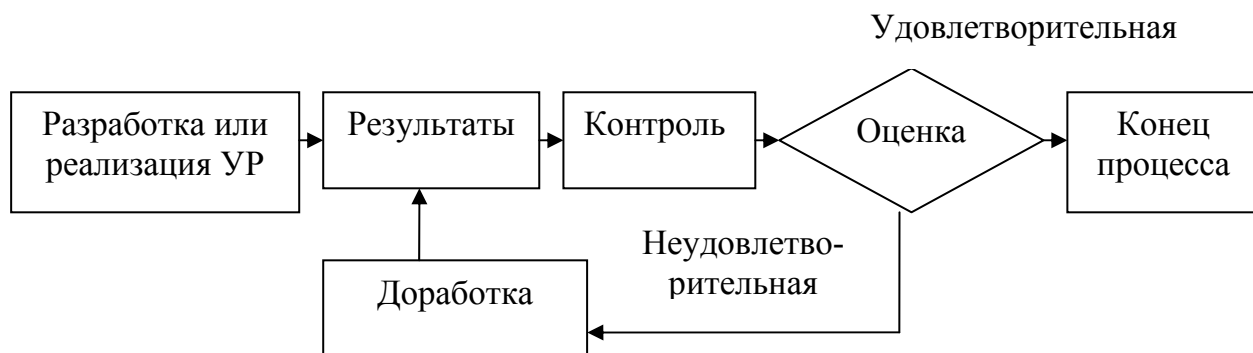 Удовлетворительная
Разработка или
реализация УР
Результаты
Контроль
Оценка
Конец
процесса
Неудовлетво-
рительная
Доработка